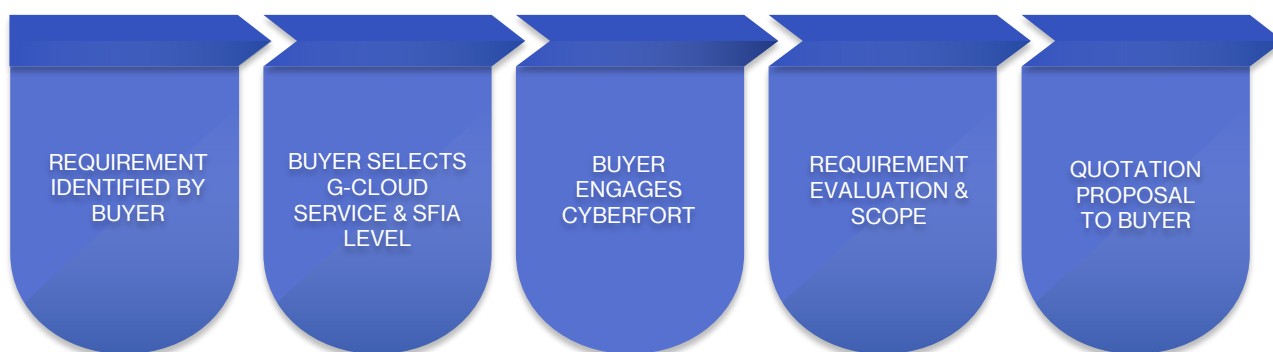 REQUIREMENT
IDENTIFIED BY
BUYER
BUYER SELECTS
G-CLOUD
SERVICE & SFIA
LEVEL
BUYER
ENGAGES
CYBERFORT
REQUIREMENT
EVALUATION &
SCOPE
QUOTATION
PROPOSAL
TO BUYER